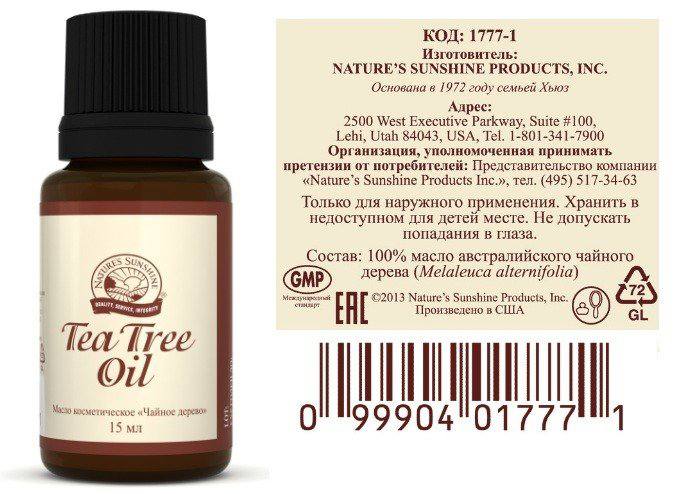 NATURE'S SUNSHINE
QUALITY, SERVICE, INTEGRITY
Tea Tree
Oil
Масло косметическое «Чайное дерево»
15 мл
КОД: 1777-1
Изготовитель:
NATURE'S SUNSHINE PRODUCTS, INC.
Основана в 1972 году семьей Хьюз
Адрес:
2500 West Executive Parkway, Suite #100,
Lehi, Utah 84043, USA, Tel. 1-801-341-7900
Организация, уполномоченная принимать
претензии от потребителей: Представительство компании
«Nature's Sunshine Products Inc.», тел. (495) 517-34-63
Только для наружного применения. Хранить в
недоступном для детей месте. Не допускать
попадания в глаза.
Состав: 100% масло австралийского чайного
дерева (Melaleuca alternifolia)
GMP
Международный
стандарт
EAC
©2013 Nature's Sunshine Products, Inc.
Произведено в США
72
GL
0 99904 01777 1